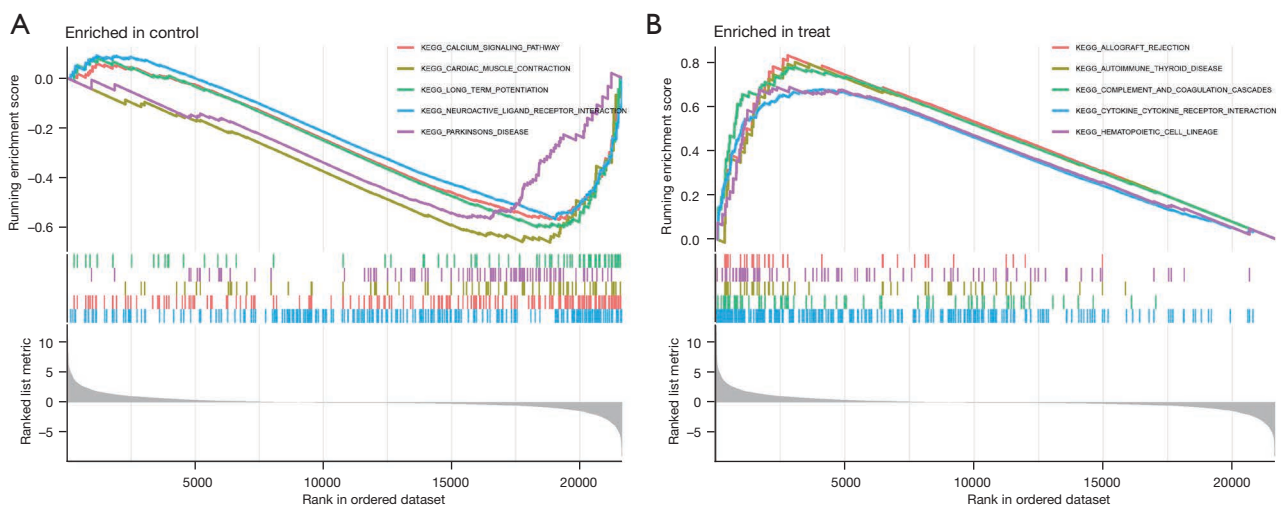 A
Enriched in control
KEGG_CALCIUM_SIGNALING_PATHWAY
KEGG_CARDIAC_MUSCLE_CONTRACTION
KEGG_LONG_TERM_POTENTIATION
KEGG_NEUROACTIVE_LIGAND_RECEPTOR_INTERACTION
KEGG_PARKINSONS_DISEASE
Running enrichment score
0.0
−0.2
−0.4
−0.6
Ranked list metric
10
5
0
−5
5000
10000
15000
20000
Rank in ordered dataset
B
Enriched in treat
KEGG_ALLOGRAFT_REJECTION
KEGG_AUTOIMMUNE_THYROID_DISEASE
KEGG_COMPLEMENT_AND_COAGULATION_CASCADES
KEGG_CYTOKINE_CYTOKINE_RECEPTOR_INTERACTION
KEGG_HEMATOPOIETIC_CELL_LINEAGE
Running enrichment score
0.8
0.6
0.4
0.2
0.0
Ranked list metric
10
5
0
−5
5000
10000
15000
20000
Rank in ordered dataset